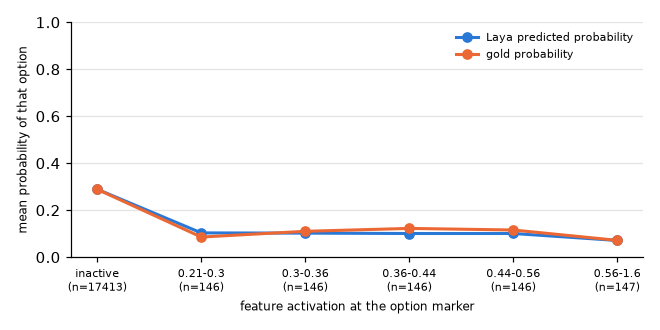 mean probability of that option
1.0
0.8
0.6
0.4
0.2
0.0
Laya predicted probability
gold probability
inactive
(n=17413)
0.21-0.3
(n=146)
0.3-0.36
(n=146)
0.36-0.44
(n=146)
0.44-0.56
(n=146)
0.56-1.6
(n=147)
feature activation at the option marker